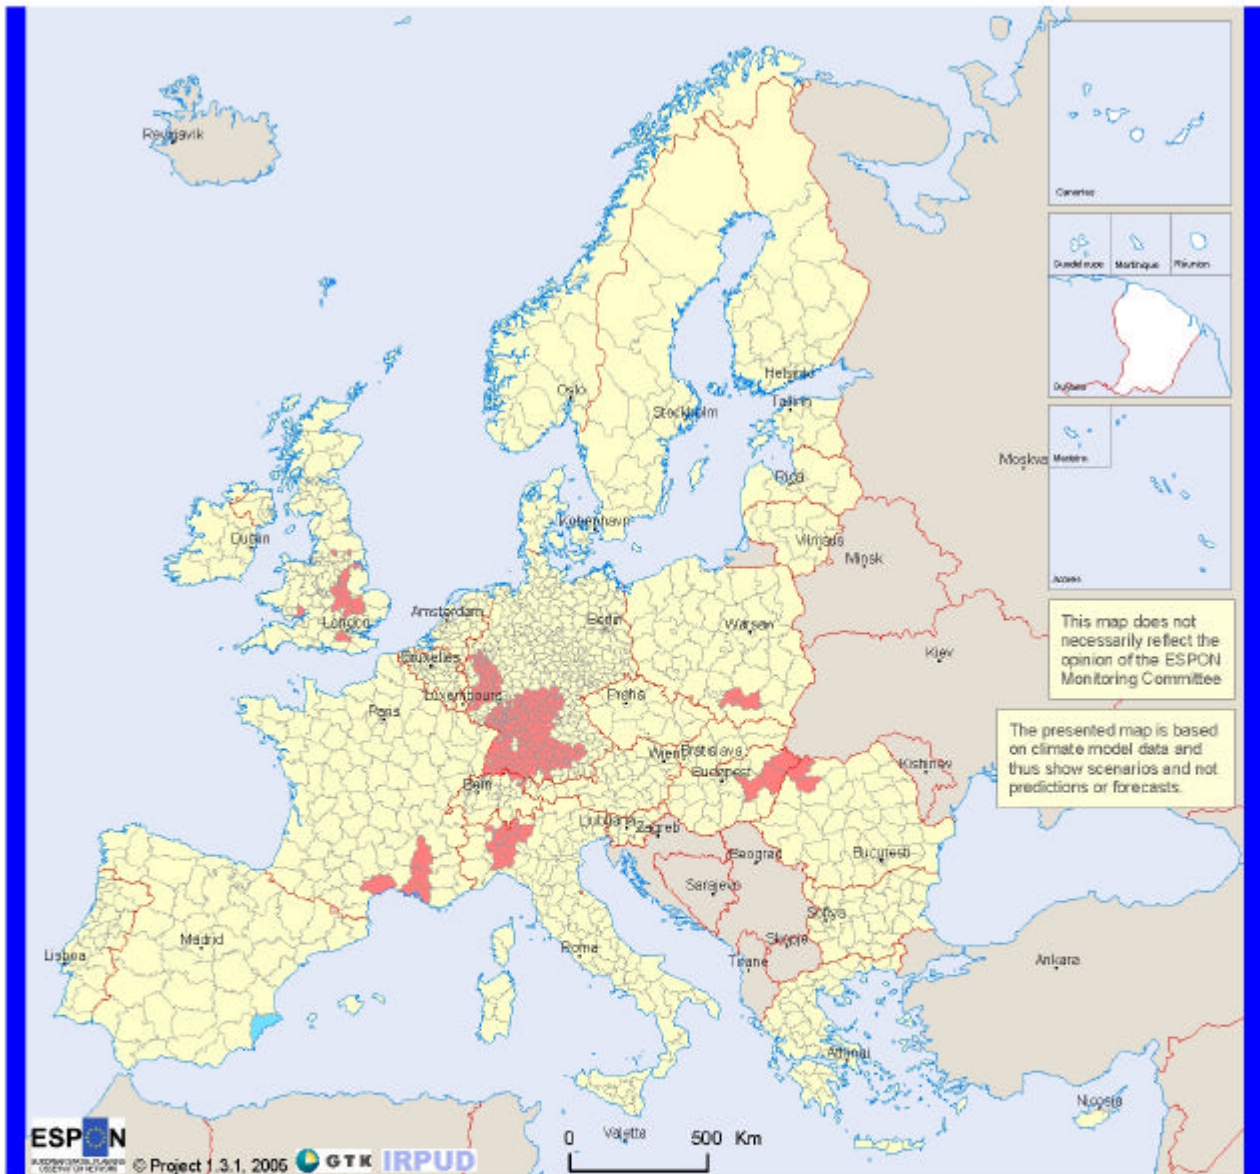 Reykjavik
Canarias
Guadeloupe
Martinique
Réunion
Guyane
Helsinki
Oslo
Tallinn
Stockholm
Moskva
Madeira
Riga
København
Dublin
Vilnius
Minsk
Acores
Amsterdam
Berlin
London
Warsaw
This map does not
necessarily reflect the
opinion of the ESPON
Monitoring Committee
Bruxelles
Kiev
Luxembourg
Praha
Paris
The presented map is based
on climate model data and
thus show scenarios and not
predictions or forecasts.
Wien
Bratislava
Budapest
Kishinev
Bern
Ljubljana
Zagreb
Beograd
Bucuresti
Sarajevo
Sofiya
Madrid
Skopje
Roma
Lisboa
Tirane
Ankara
Athinai
Nicosia
Valetta
0 500 Km
ESPON
© Project 1.3.1, 2005 GTK IRPUD